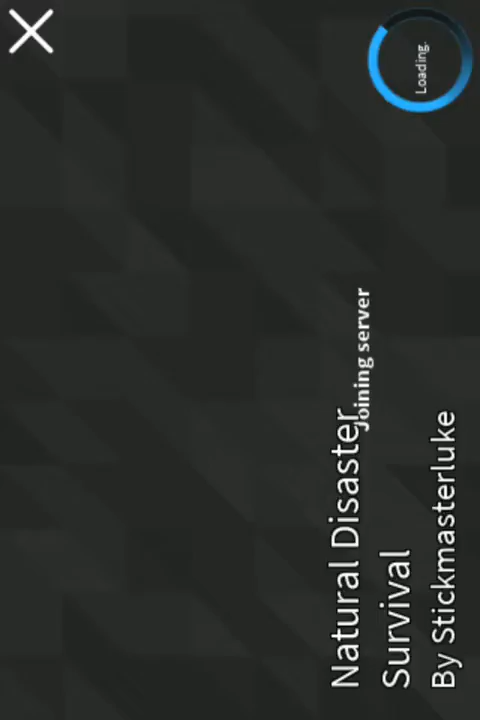 Loading.
Joining server
Natural Disaster
Survival
By Stickmasterluke